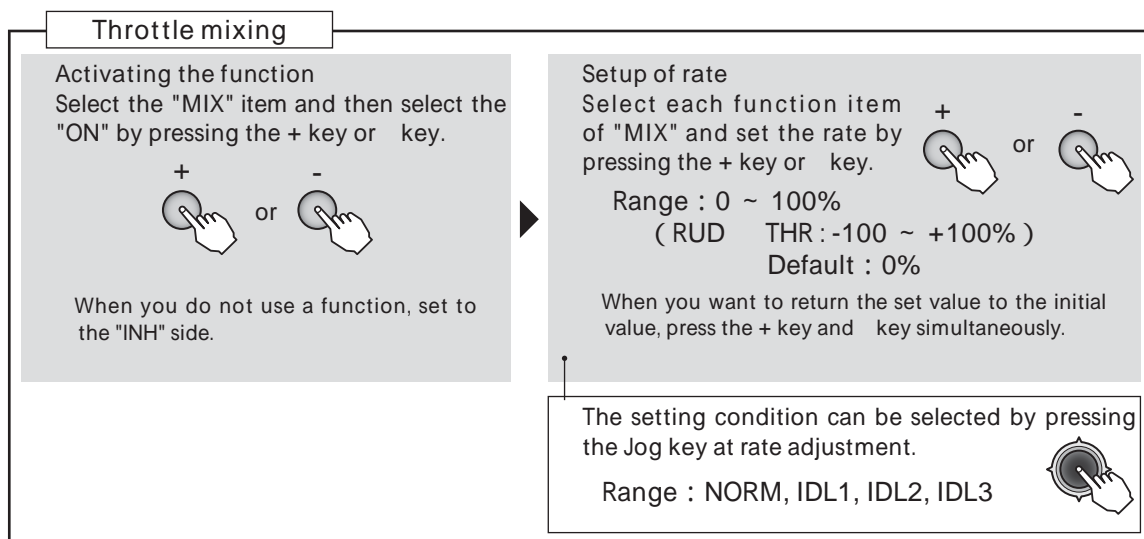 Throttle mixing
Activating the function
Select the "MIX" item and then select the
"ON" by pressing the + key or key.
+ -
or
When you do not use a function, set to
the "INH" side.
Setup of rate
Select each function item
of "MIX" and set the rate by
pressing the + key or key.
+ -
or
Range : 0 ~ 100%
( RUD THR : -100 ~ +100% )
Default : 0%
When you want to return the set value to the initial
value, press the + key and key simultaneously.
The setting condition can be selected by pressing
the Jog key at rate adjustment.
Range : NORM, IDL1, IDL2, IDL3